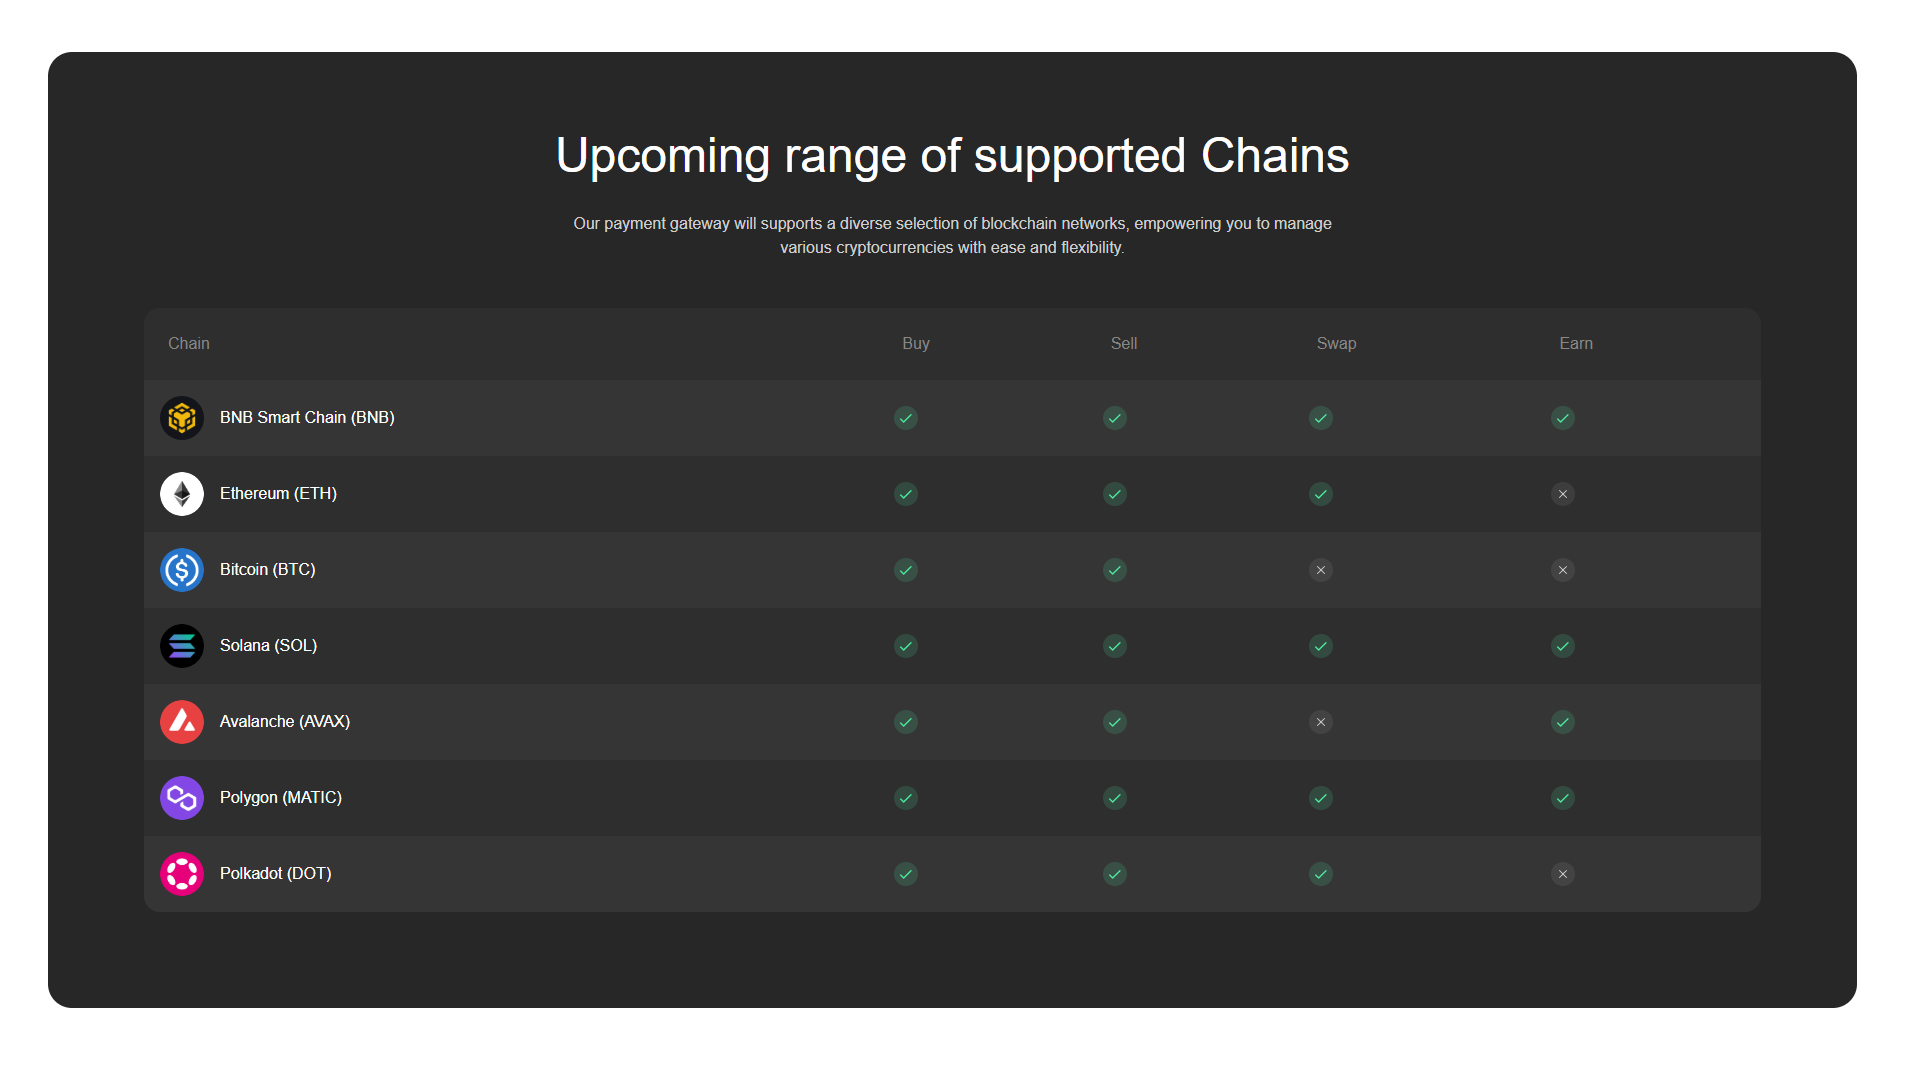 Upcoming range of supported Chains
Our payment gateway will supports a diverse selection of blockchain networks, empowering you to manage
various cryptocurrencies with ease and flexibility.
Chain Buy Sell Swap Earn
BNB Smart Chain (BNB)
Ethereum (ETH)
Bitcoin (BTC)
Solana (SOL)
Avalanche (AVAX)
Polygon (MATIC)
Polkadot (DOT)